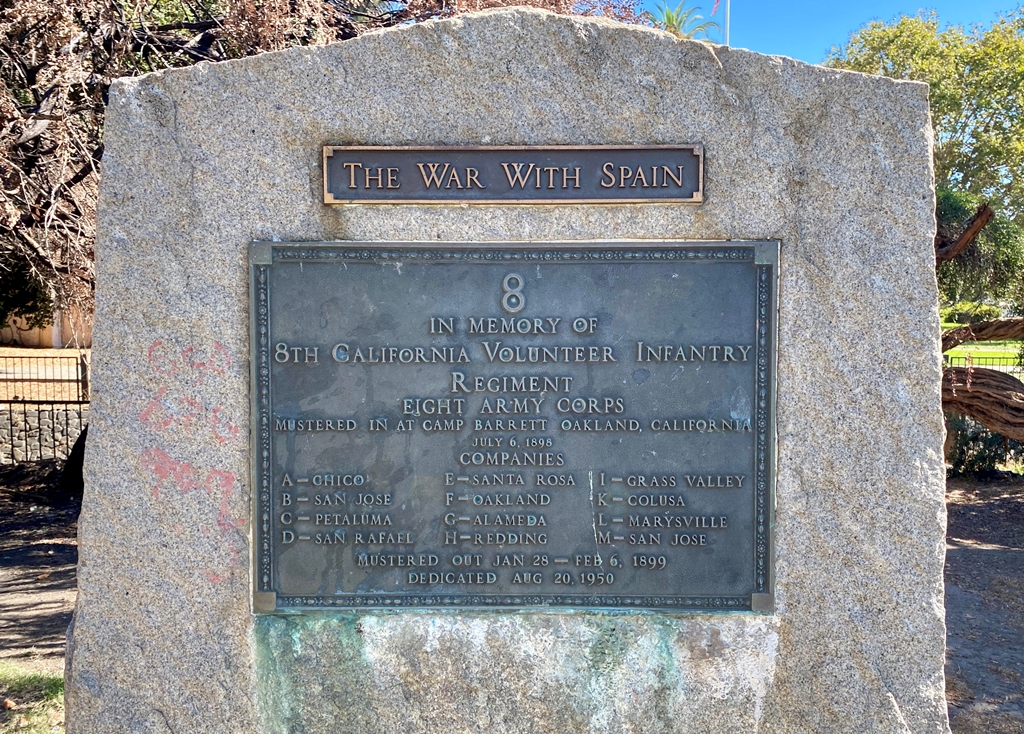 THE WAR WITH SPAIN
8
IN MEMORY OF
8TH CALIFORNIA VOLUNTEER INFANTRY
REGIMENT
EIGHT ARMY CORPS
MUSTERED IN AT CAMP BARRETT OAKLAND, CALIFORNIA
JULY 6, 1898
COMPANIES
A – CHICO E – SANTA ROSA I – GRASS VALLEY
B – SAN JOSE F – OAKLAND K – COLUSA
C – PETALUMA G – ALAMEDA L – MARYSVILLE
D – SAN RAFAEL H – REDDING M – SAN JOSE
MUSTERED OUT JAN 28 – FEB 6, 1899
DEDICATED AUG 20, 1950